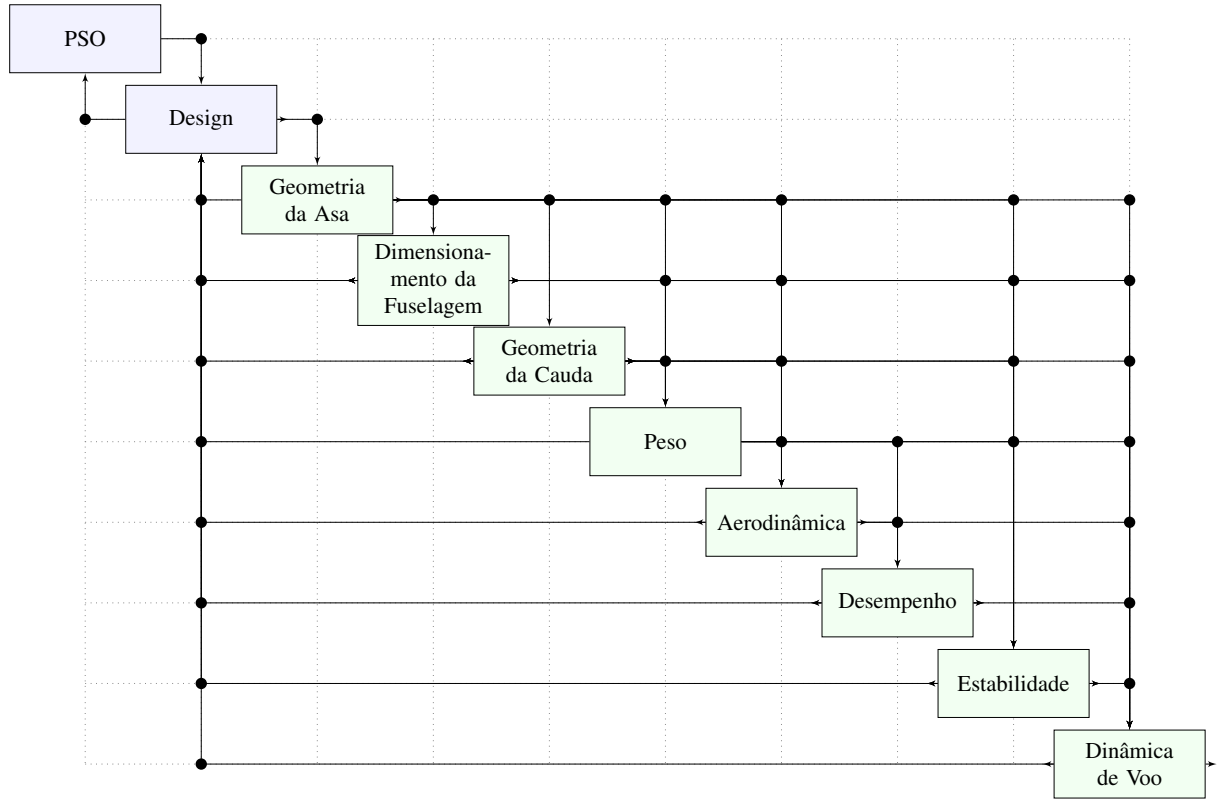 PSO
Design
Geometria
da Asa
Dimensiona-
mento da
Fuselagem
Geometria
da Cauda
Peso
Aerodinâmica
Desempenho
Estabilidade
Dinâmica
de Voo